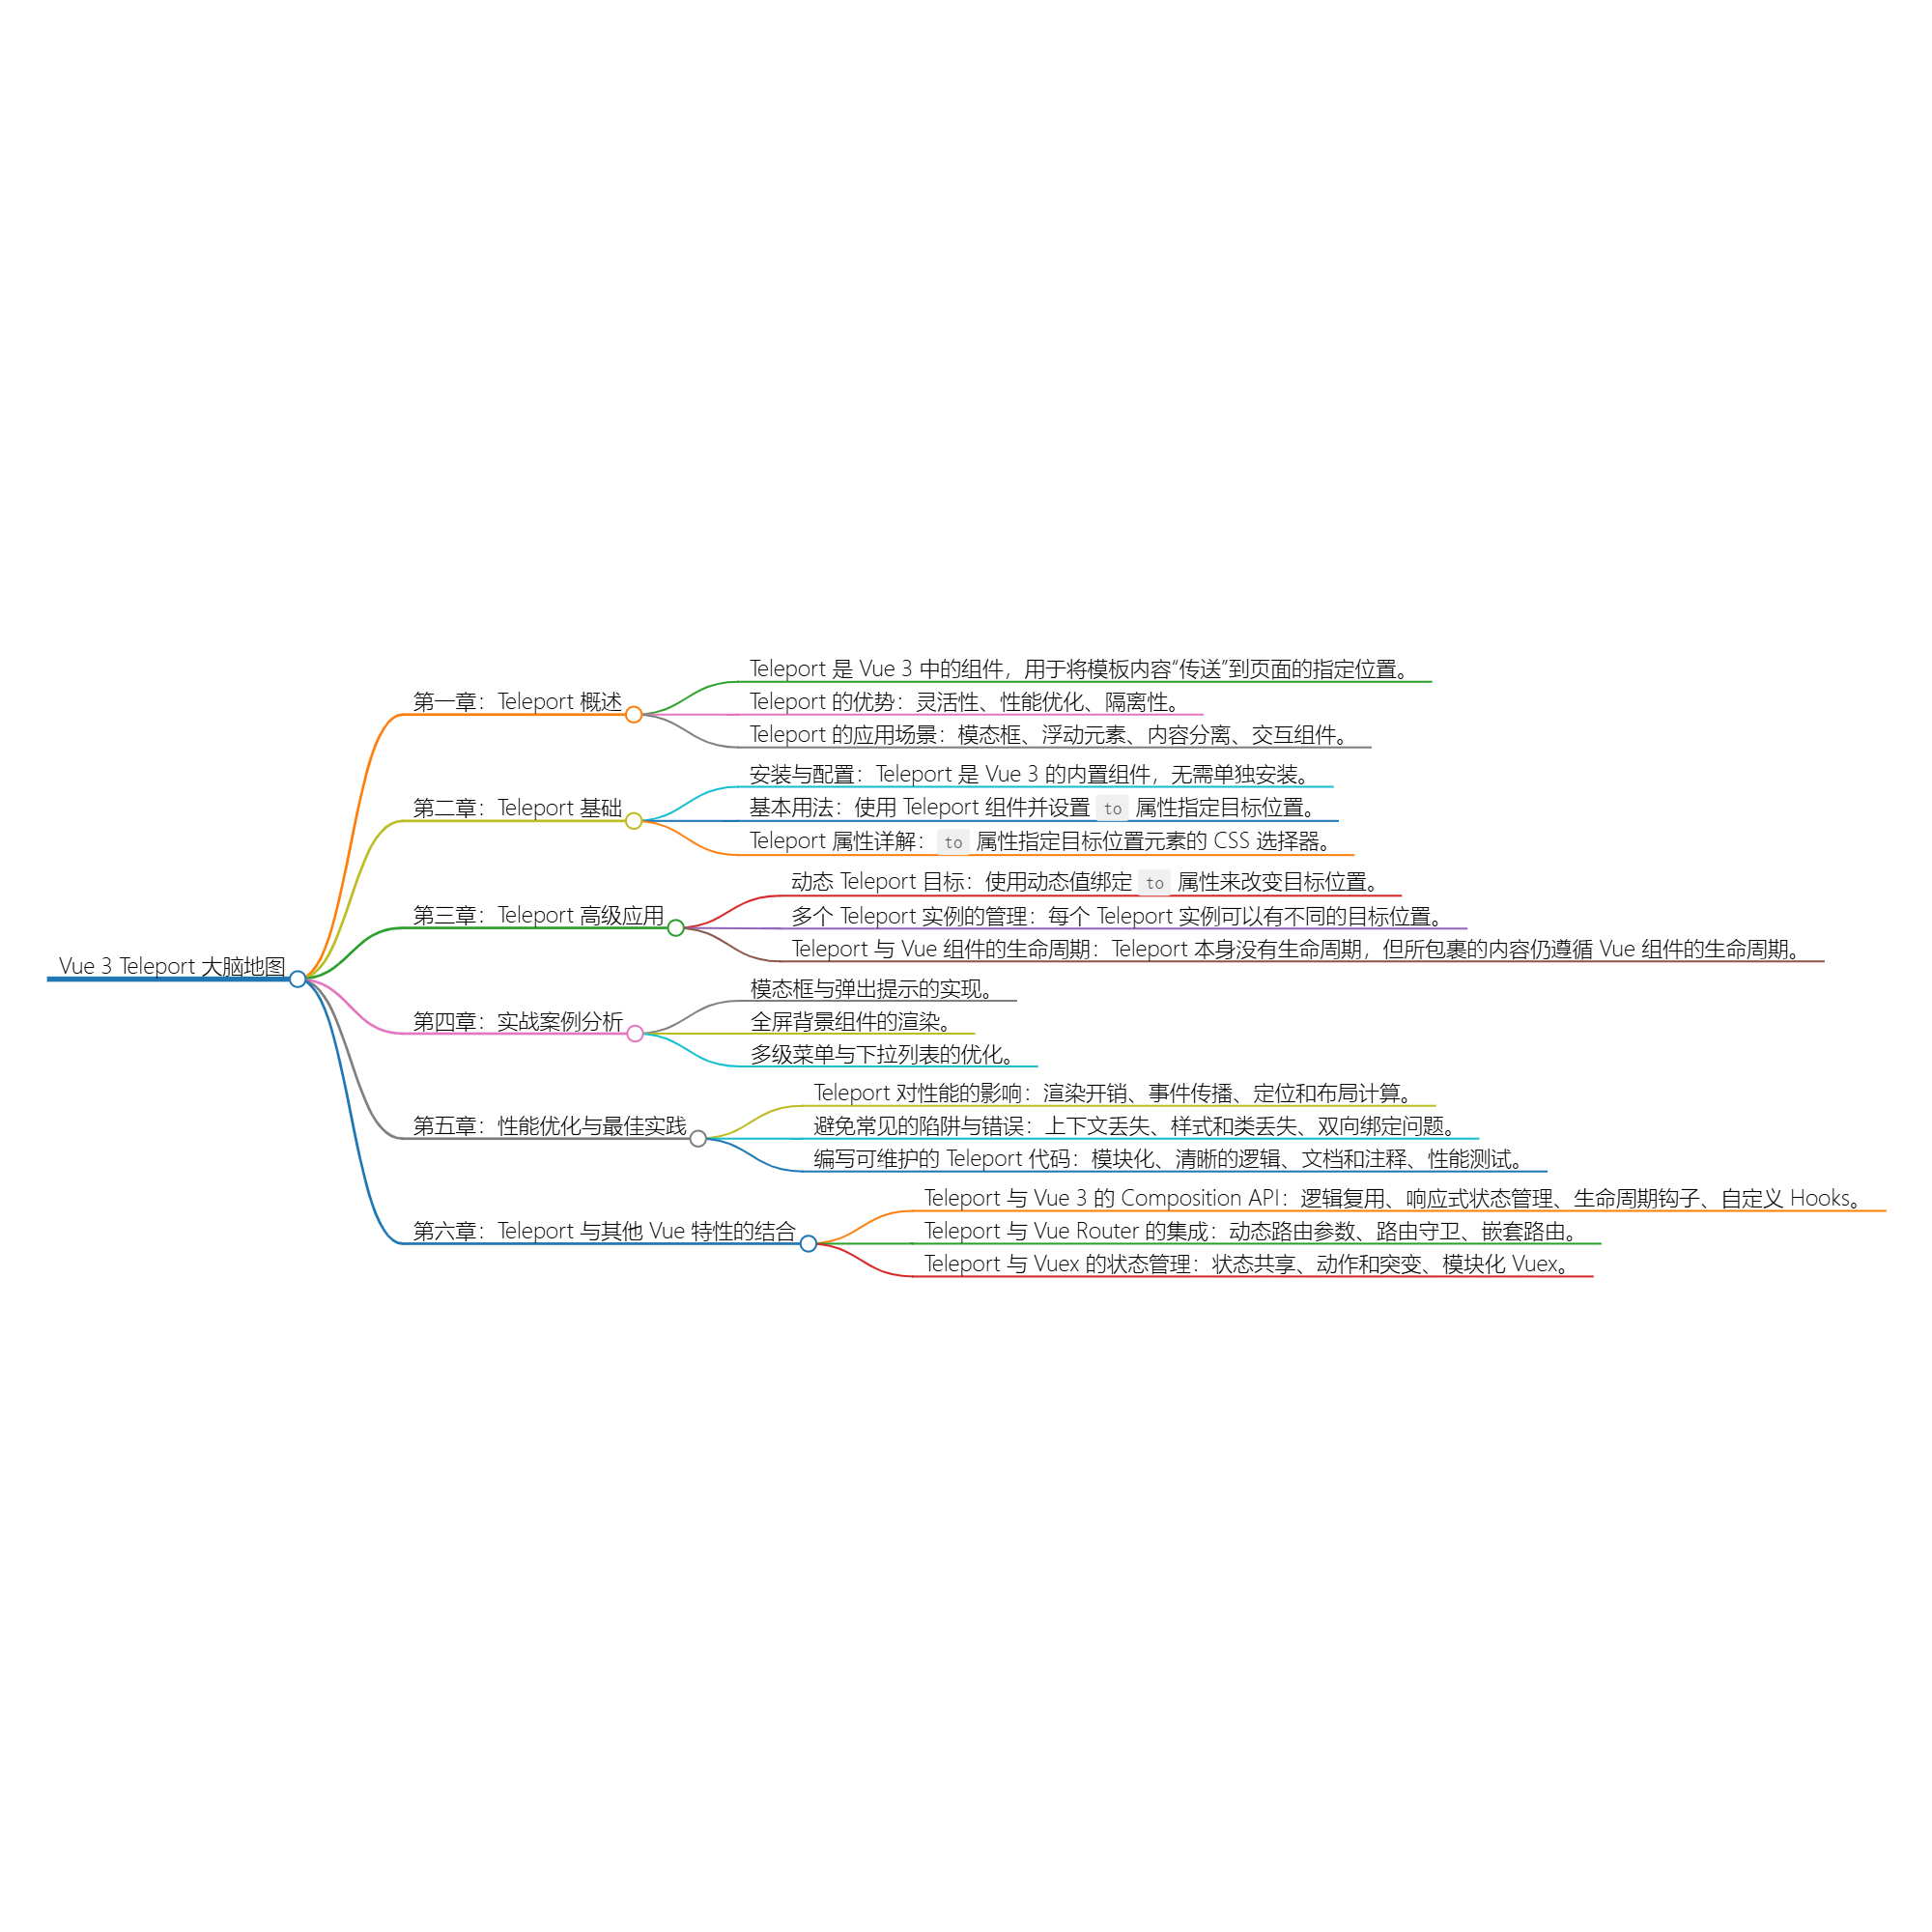 Vue 3 Teleport 大脑地图
第一章：Teleport 概述
Teleport 是 Vue 3 中的组件，用于将模板内容“传送”到页面的指定位置。
Teleport 的优势：灵活性、性能优化、隔离性。
Teleport 的应用场景：模态框、浮动元素、内容分离、交互组件。
第二章：Teleport 基础
安装与配置：Teleport 是 Vue 3 的内置组件，无需单独安装。
基本用法：使用 Teleport 组件并设置 to 属性指定目标位置。
Teleport 属性详解：to 属性指定目标位置元素的 CSS 选择器。
第三章：Teleport 高级应用
动态 Teleport 目标：使用动态值绑定 to 属性来改变目标位置。
多个 Teleport 实例的管理：每个 Teleport 实例可以有不同的目标位置。
Teleport 与 Vue 组件的生命周期：Teleport 本身没有生命周期，但所包裹的内容仍遵循 Vue 组件的生命周期。
第四章：实战案例分析
模态框与弹出提示的实现。
全屏背景组件的渲染。
多级菜单与下拉列表的优化。
第五章：性能优化与最佳实践
Teleport 对性能的影响：渲染开销、事件传播、定位和布局计算。
避免常见的陷阱与错误：上下文丢失、样式和类丢失、双向绑定问题。
编写可维护的 Teleport 代码：模块化、清晰的逻辑、文档和注释、性能测试。
第六章：Teleport 与其他 Vue 特性的结合
Teleport 与 Vue 3 的 Composition API：逻辑复用、响应式状态管理、生命周期钩子、自定义 Hooks。
Teleport 与 Vue Router 的集成：动态路由参数、路由守卫、嵌套路由。
Teleport 与 Vuex 的状态管理：状态共享、动作和突变、模块化 Vuex。